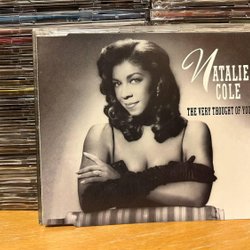 NATALIE
COLE
THE VERY THOUGHT OF YOU